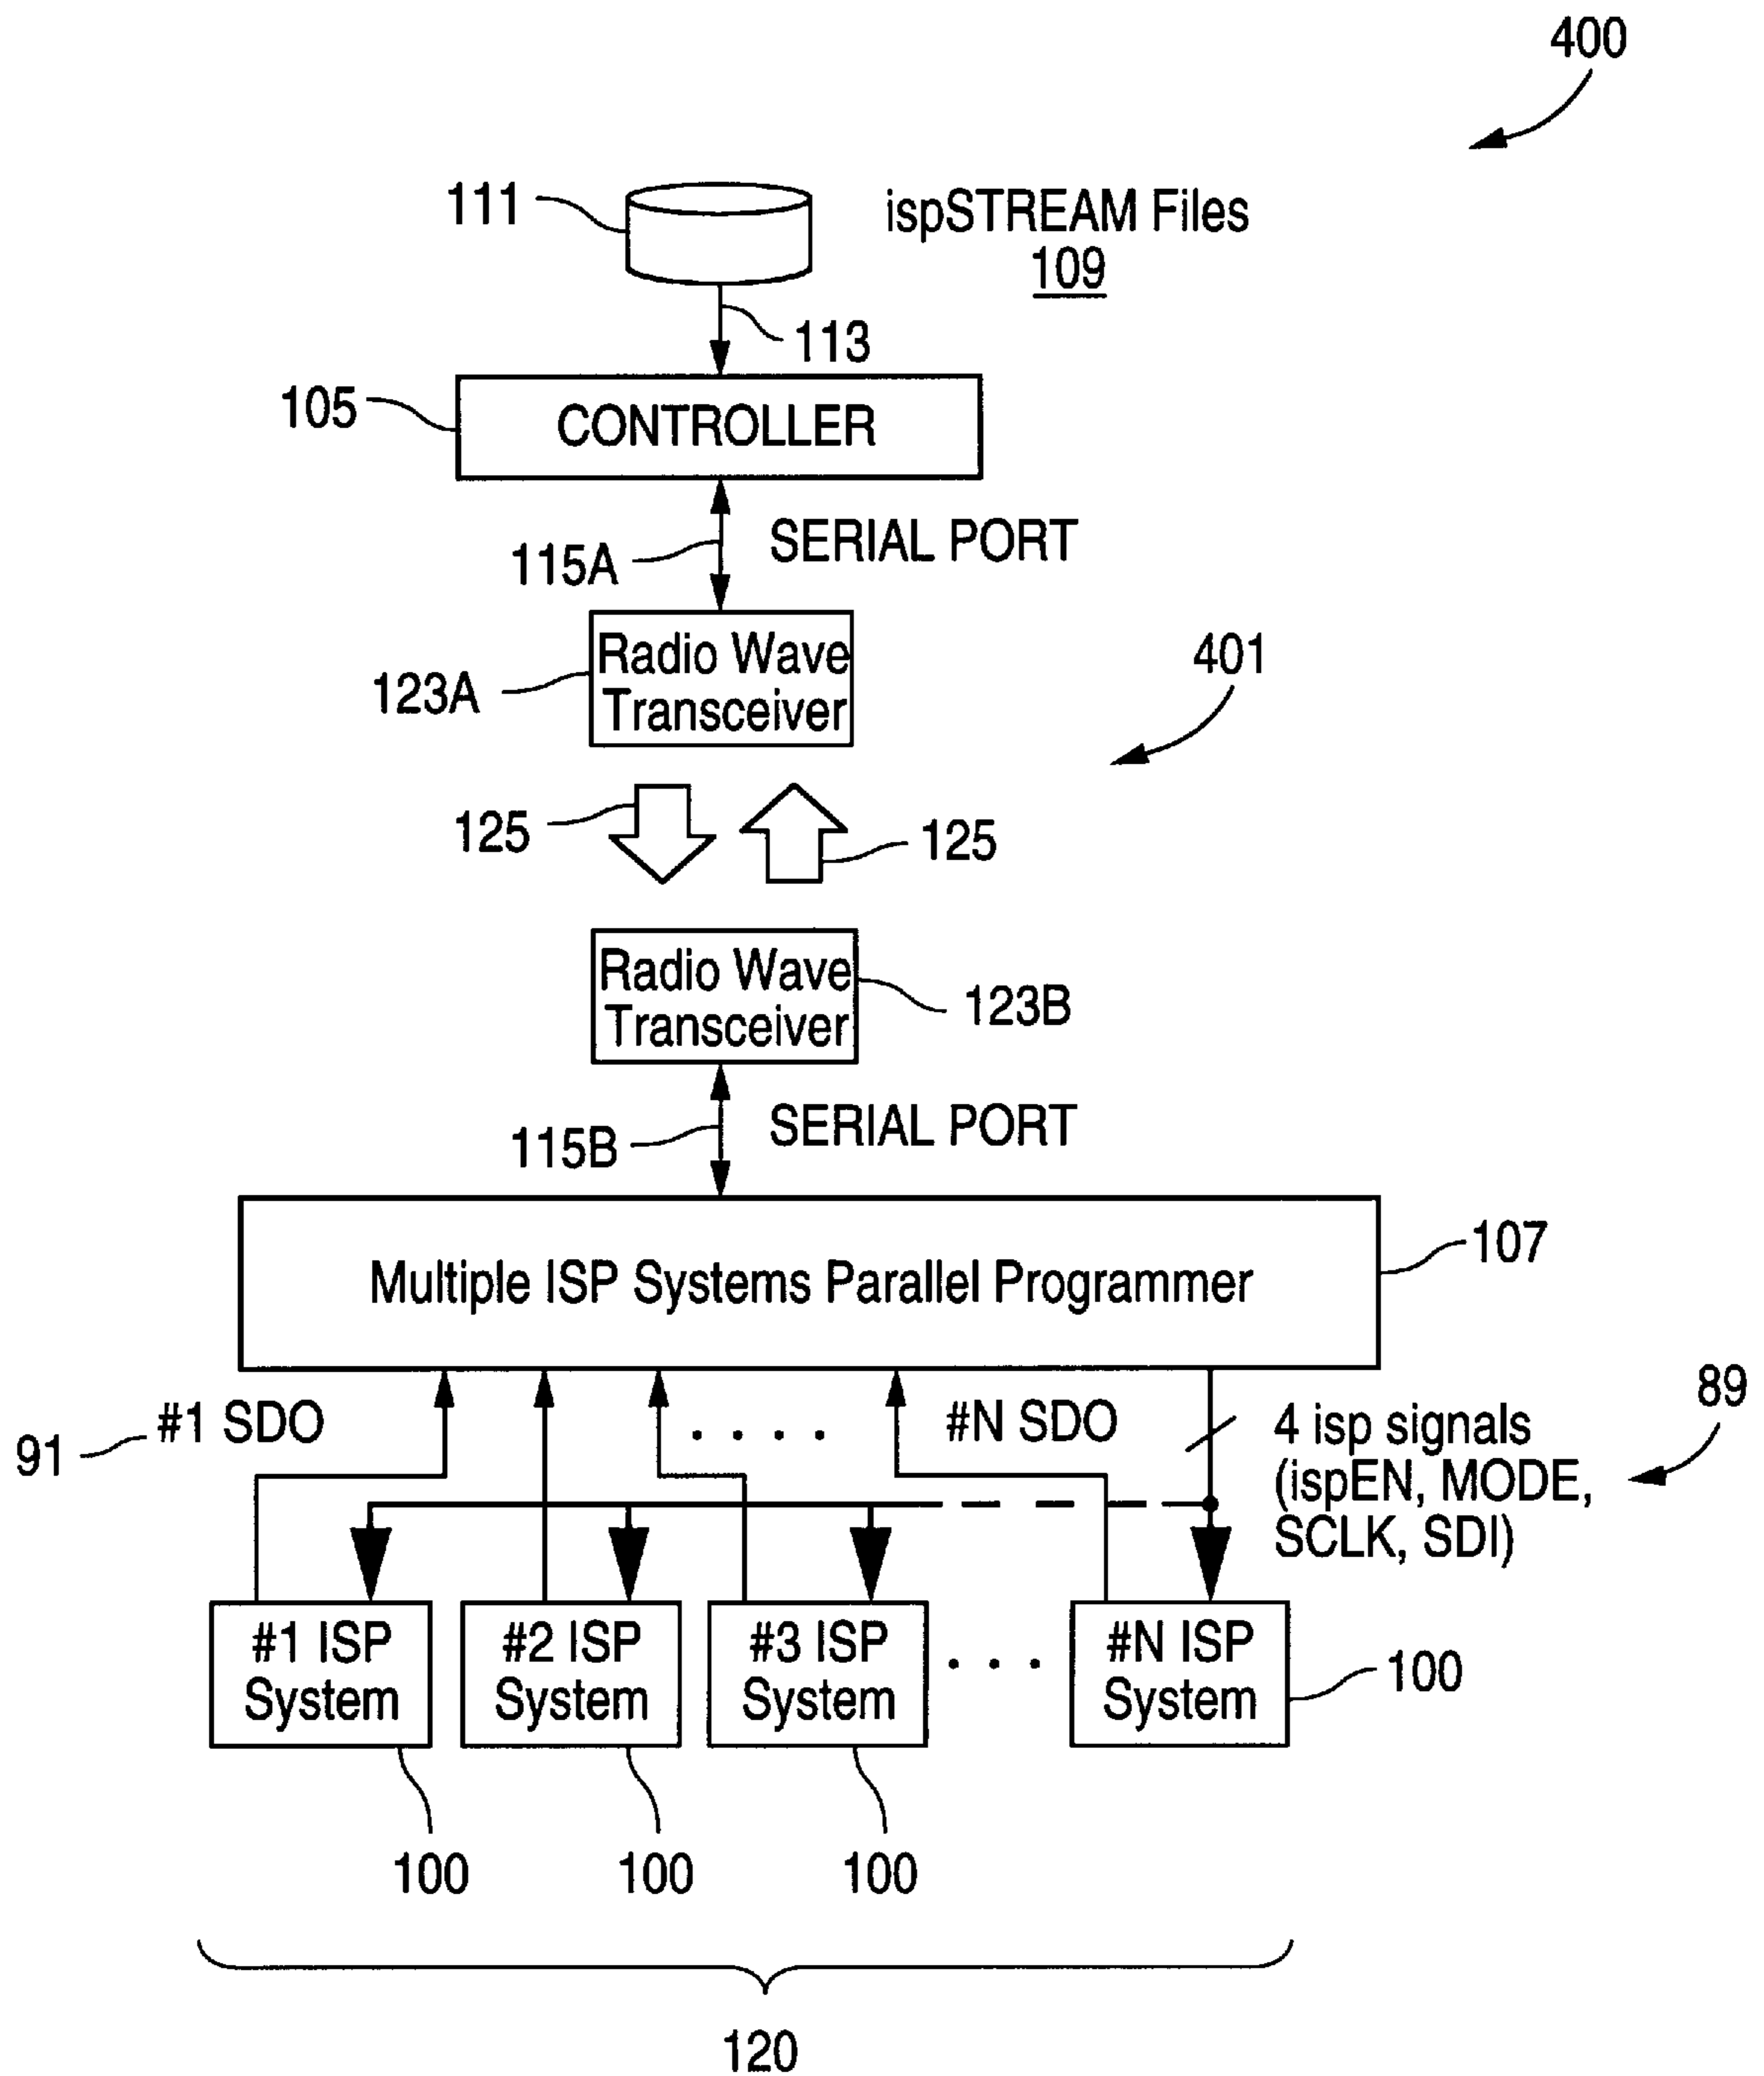 400
111
ispSTREAM Files
109
113
105
CONTROLLER
SERIAL PORT
115A
Radio Wave
Transceiver
123A
401
125
125
Radio Wave
Transceiver
123B
SERIAL PORT
115B
Multiple ISP Systems Parallel Programmer
107
#1 SDO
91
. . . .
#N SDO
4 isp signals
(ispEN, MODE,
SCLK, SDI)
89
#1 ISP
System
#2 ISP
System
#3 ISP
System
. . .
#N ISP
System
100
100
100
100
120